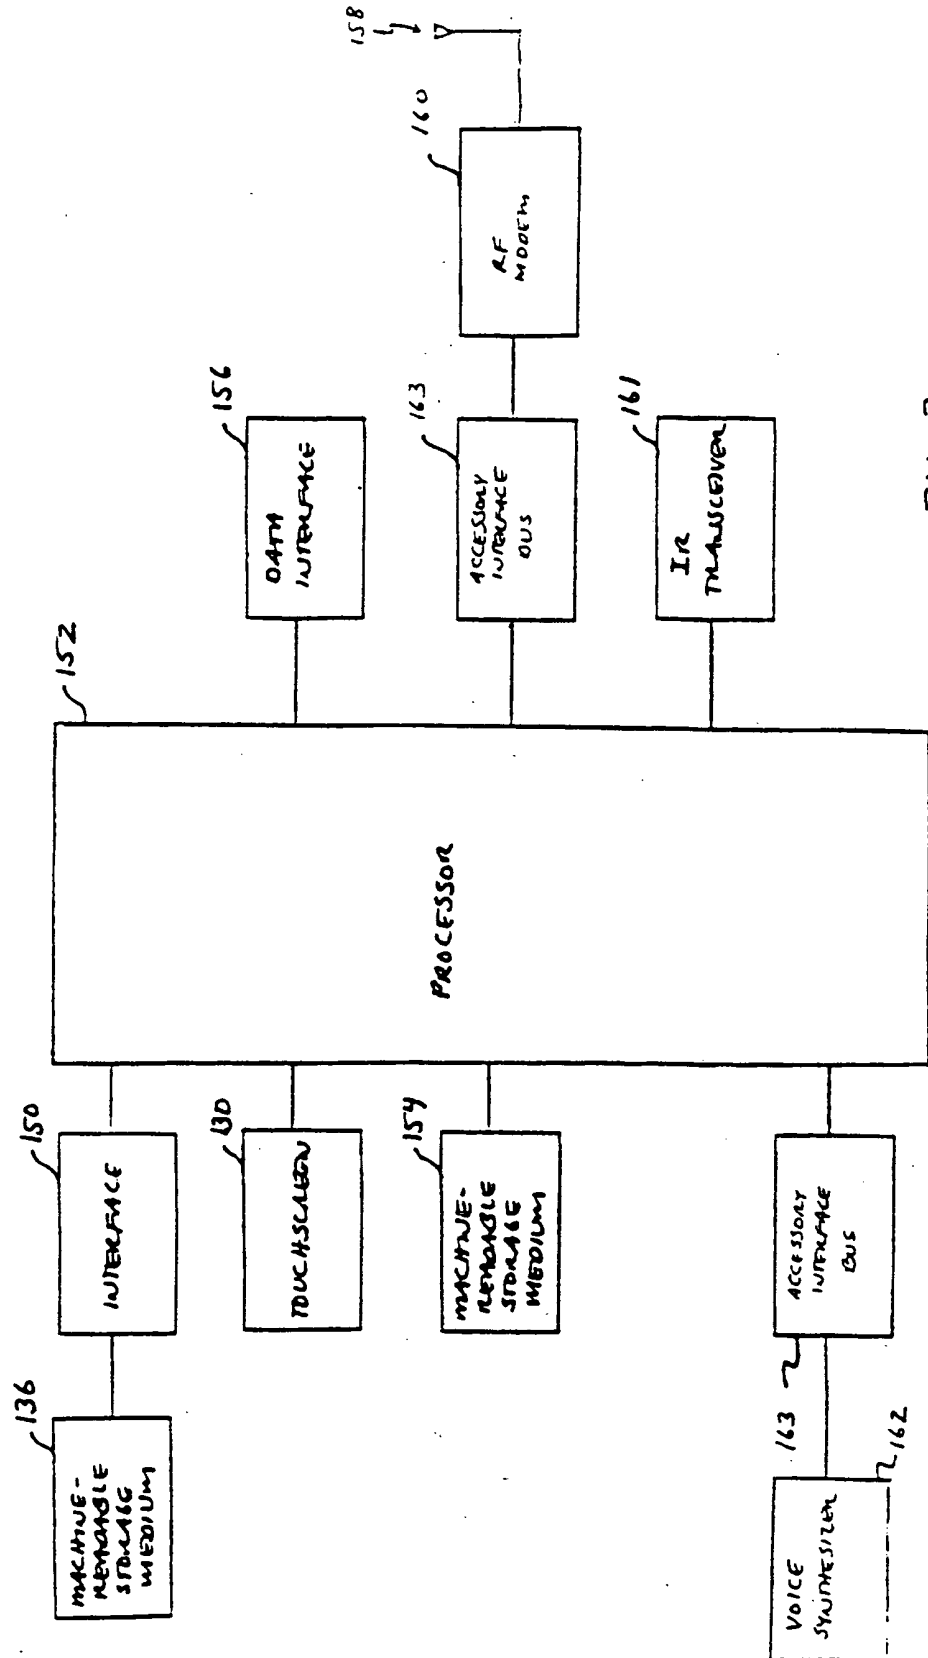 136
MACHINE-
READABLE
STORAGE
MEDIUM
150
INTERFACE
130
TOUCHSCREEN
154
MACHINE-
READABLE
STORAGE
MEDIUM
VOICE
SYNTHESIZER
162
163
ACCESSORY
INTERFACE
BUS
152
PROCESSOR
156
DATA
INTERFACE
163
ACCESSORY
INTERFACE
BUS
161
IR
TRANSCEIVER
160
RF
MODEM
158